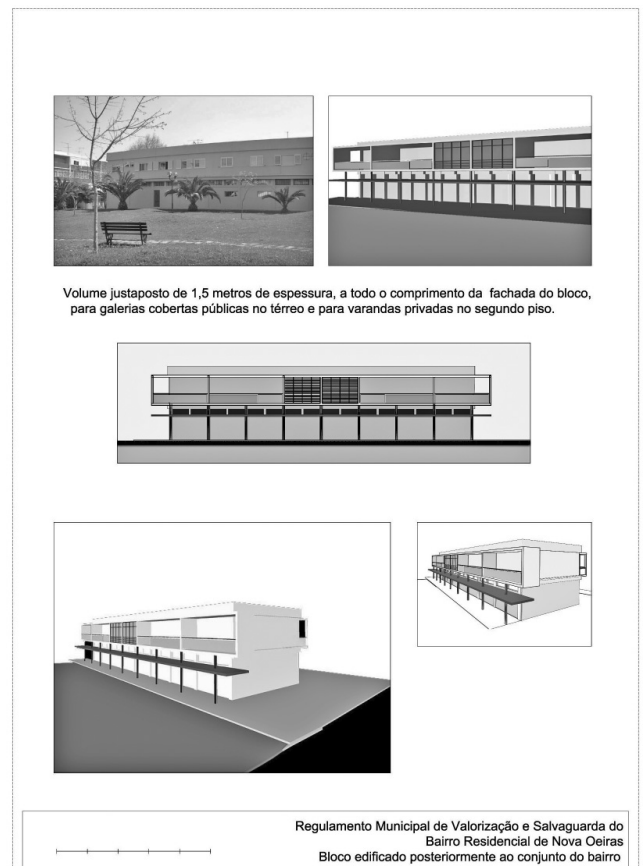 Volume justaposto de 1,5 metros de espessura, a todo o comprimento da fachada do bloco,
para galerias cobertas públicas no térreo e para varandas privadas no segundo piso.
Regulamento Municipal de Valorização e Salvaguarda do
Bairro Residencial de Nova Oeiras
Bloco edificado posteriormente ao conjunto do bairro